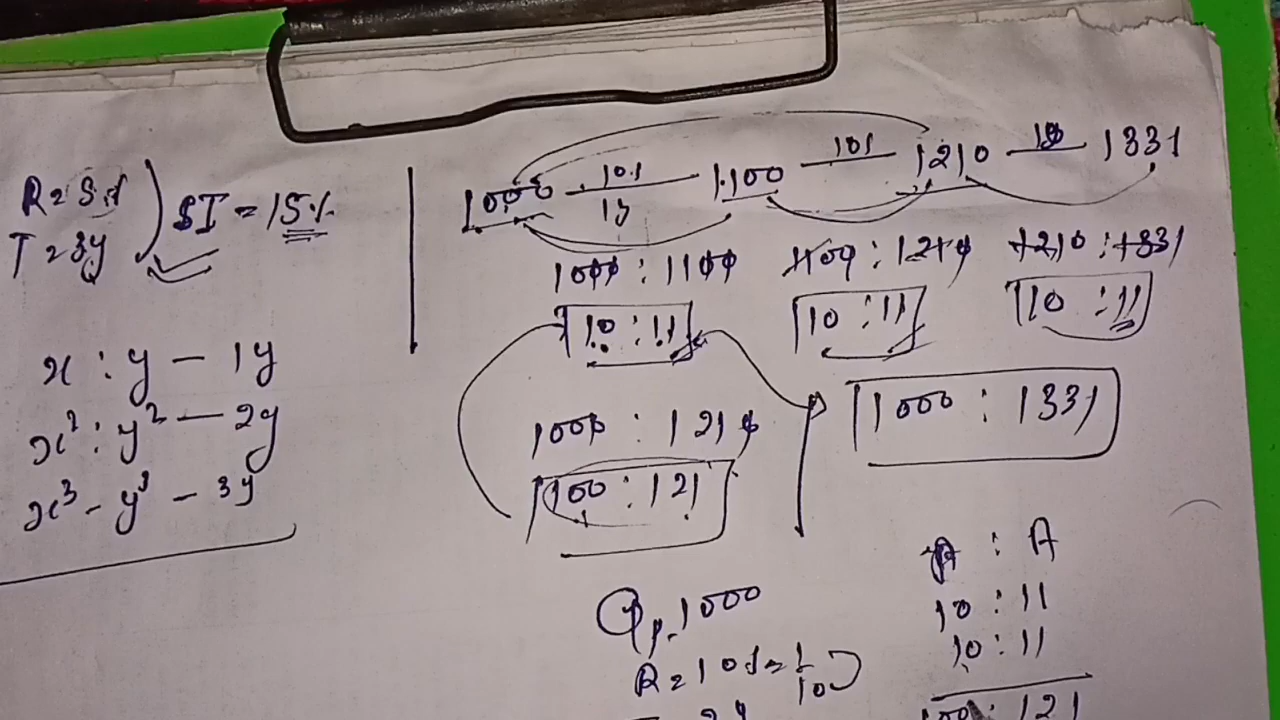 R = 5%
T = 3y
SI = 15%
x : y - 1y
x² : y² - 2y
x³ - y³ - 3y
1000 10% 1100 10% 1210 10% 1331
1y
1000 : 1100 1100 : 1210 1210 : 1331
10 : 11 10 : 11 10 : 11
1000 : 1331
1000 : 1210
100 : 121
P : A
10 : 11
10 : 11
100 : 121
Q, P. 1000
R = 10% = 1/10
2y